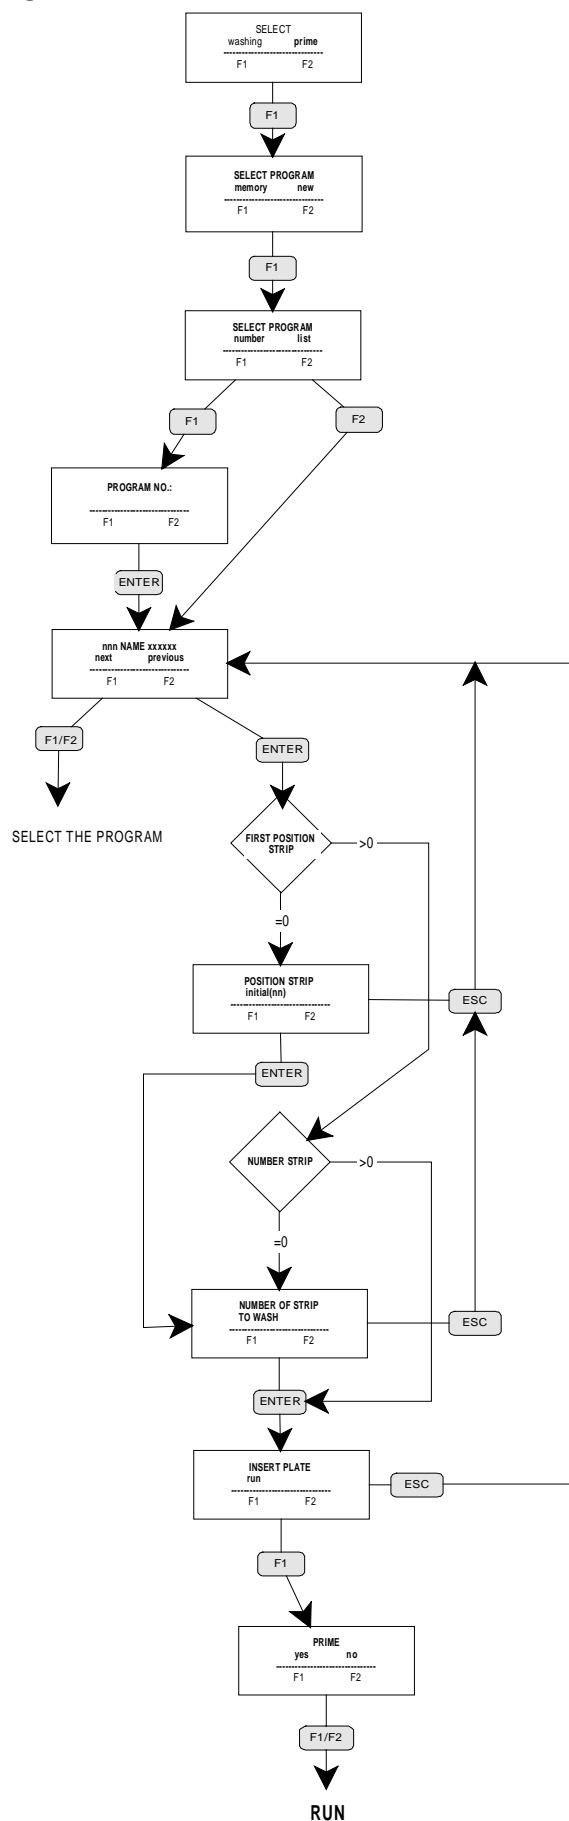 SELECT
washing prime
F1 F2
F1
SELECT PROGRAM
memory new
F1 F2
F1
SELECT PROGRAM
number list
F1 F2
F1
F2
PROGRAM NO.:
F1 F2
ENTER
nnn NAME xxxxxx
next previous
F1 F2
F1/F2
ENTER
SELECT THE PROGRAM
FIRST POSITION
STRIP
>0
=0
POSITION STRIP
initial(nn)
F1 F2
ESC
ENTER
NUMBER STRIP
>0
=0
NUMBER OF STRIP
TO WASH
F1 F2
ESC
ENTER
INSERT PLATE
run
F1 F2
ESC
F1
PRIME
yes no
F1 F2
F1/F2
RUN